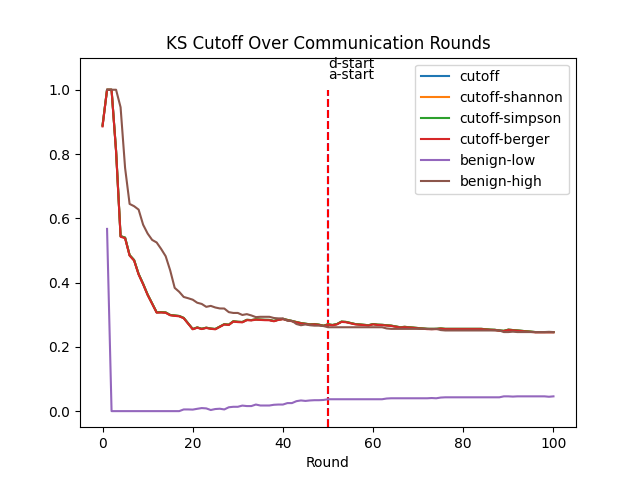 KS Cutoff Over Communication Rounds
d-start
a-start
cutoff
cutoff-shannon
cutoff-simpson
cutoff-berger
benign-low
benign-high
1.0
0.8
0.6
0.4
0.2
0.0
0 20 40 60 80 100
Round